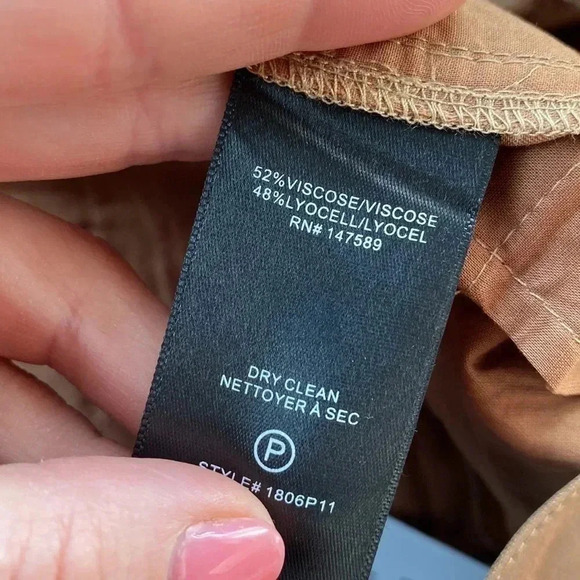 52%VISCOSE/VISCOSE
48%LYOCELL/LYOCEL
RN# 147589
DRY CLEAN
NETTOYER À SEC
P
STYLE# 1806P11